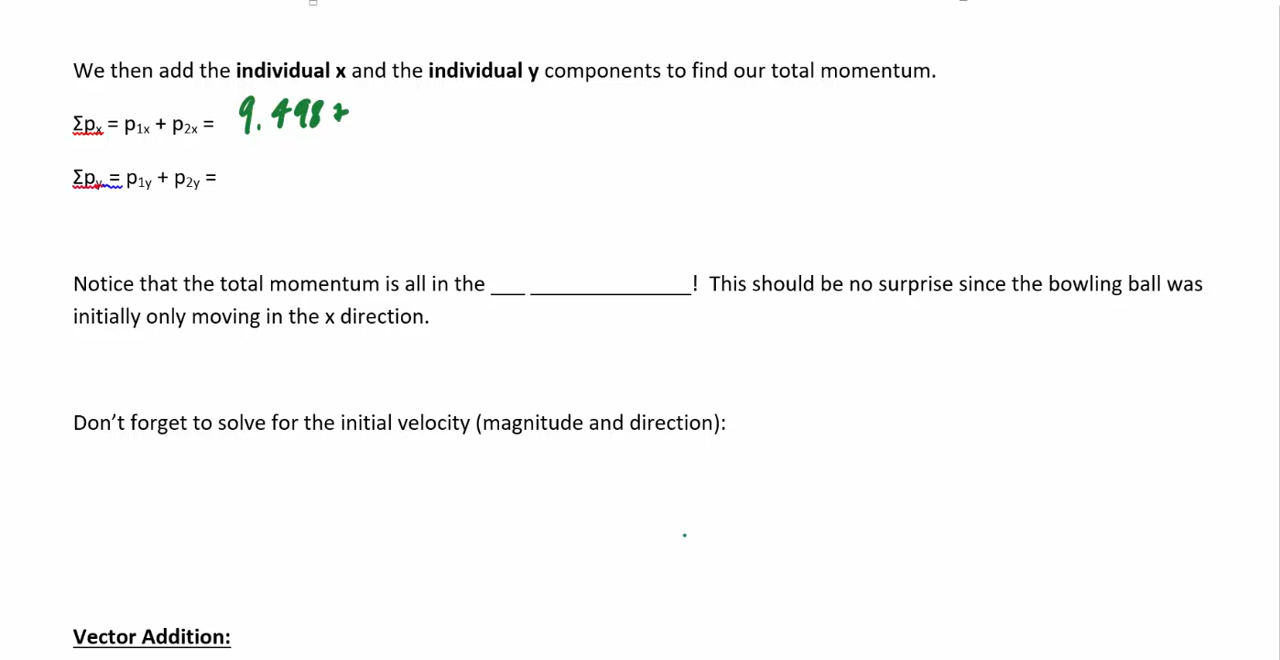 We then add the individual x and the individual y components to find our total momentum.
Σpx = p1x + p2x = 9.498
Σpy = p1y + p2y =
Notice that the total momentum is all in the ___ ______________! This should be no surprise since the bowling ball was
initially only moving in the x direction.
Don’t forget to solve for the initial velocity (magnitude and direction):
Vector Addition: